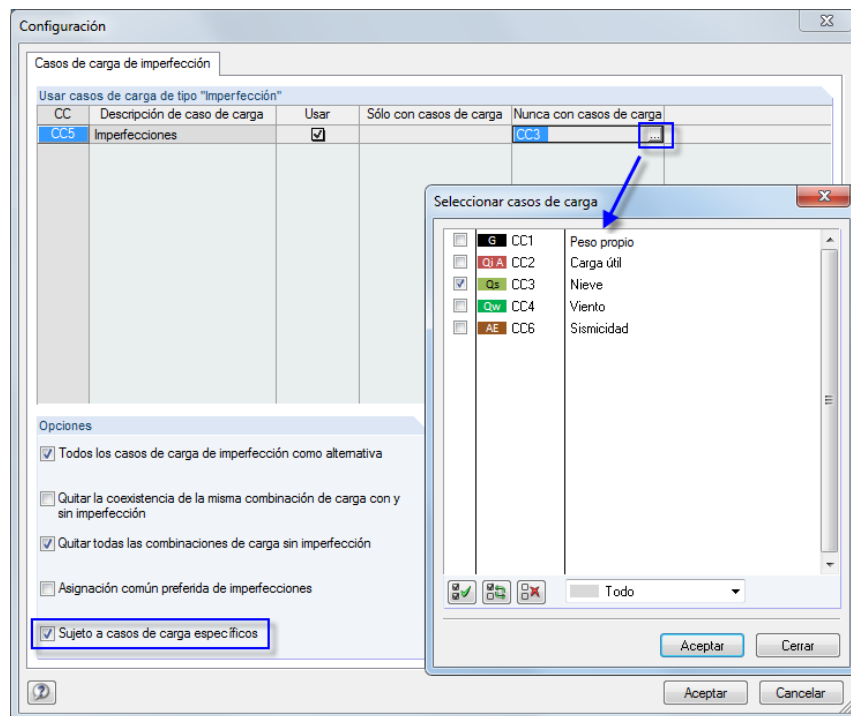 Configuración
Casos de carga de imperfección
Usar casos de carga de tipo "Imperfección"
CC Descripción de caso de carga Usar Sólo con casos de carga Nunca con casos de carga
CC5 Imperfecciones CC3 ...
Seleccionar casos de carga
G CC1 Peso propio
Qi A CC2 Carga útil
Qs CC3 Nieve
Qw CC4 Viento
AE CC6 Sismicidad
Opciones
Todos los casos de carga de imperfección como alternativa
Quitar la coexistencia de la misma combinación de carga con y
sin imperfección
Quitar todas las combinaciones de carga sin imperfección
Asignación común preferida de imperfecciones
Todo
Sujeto a casos de carga específicos
Aceptar Cerrar
Aceptar Cancelar